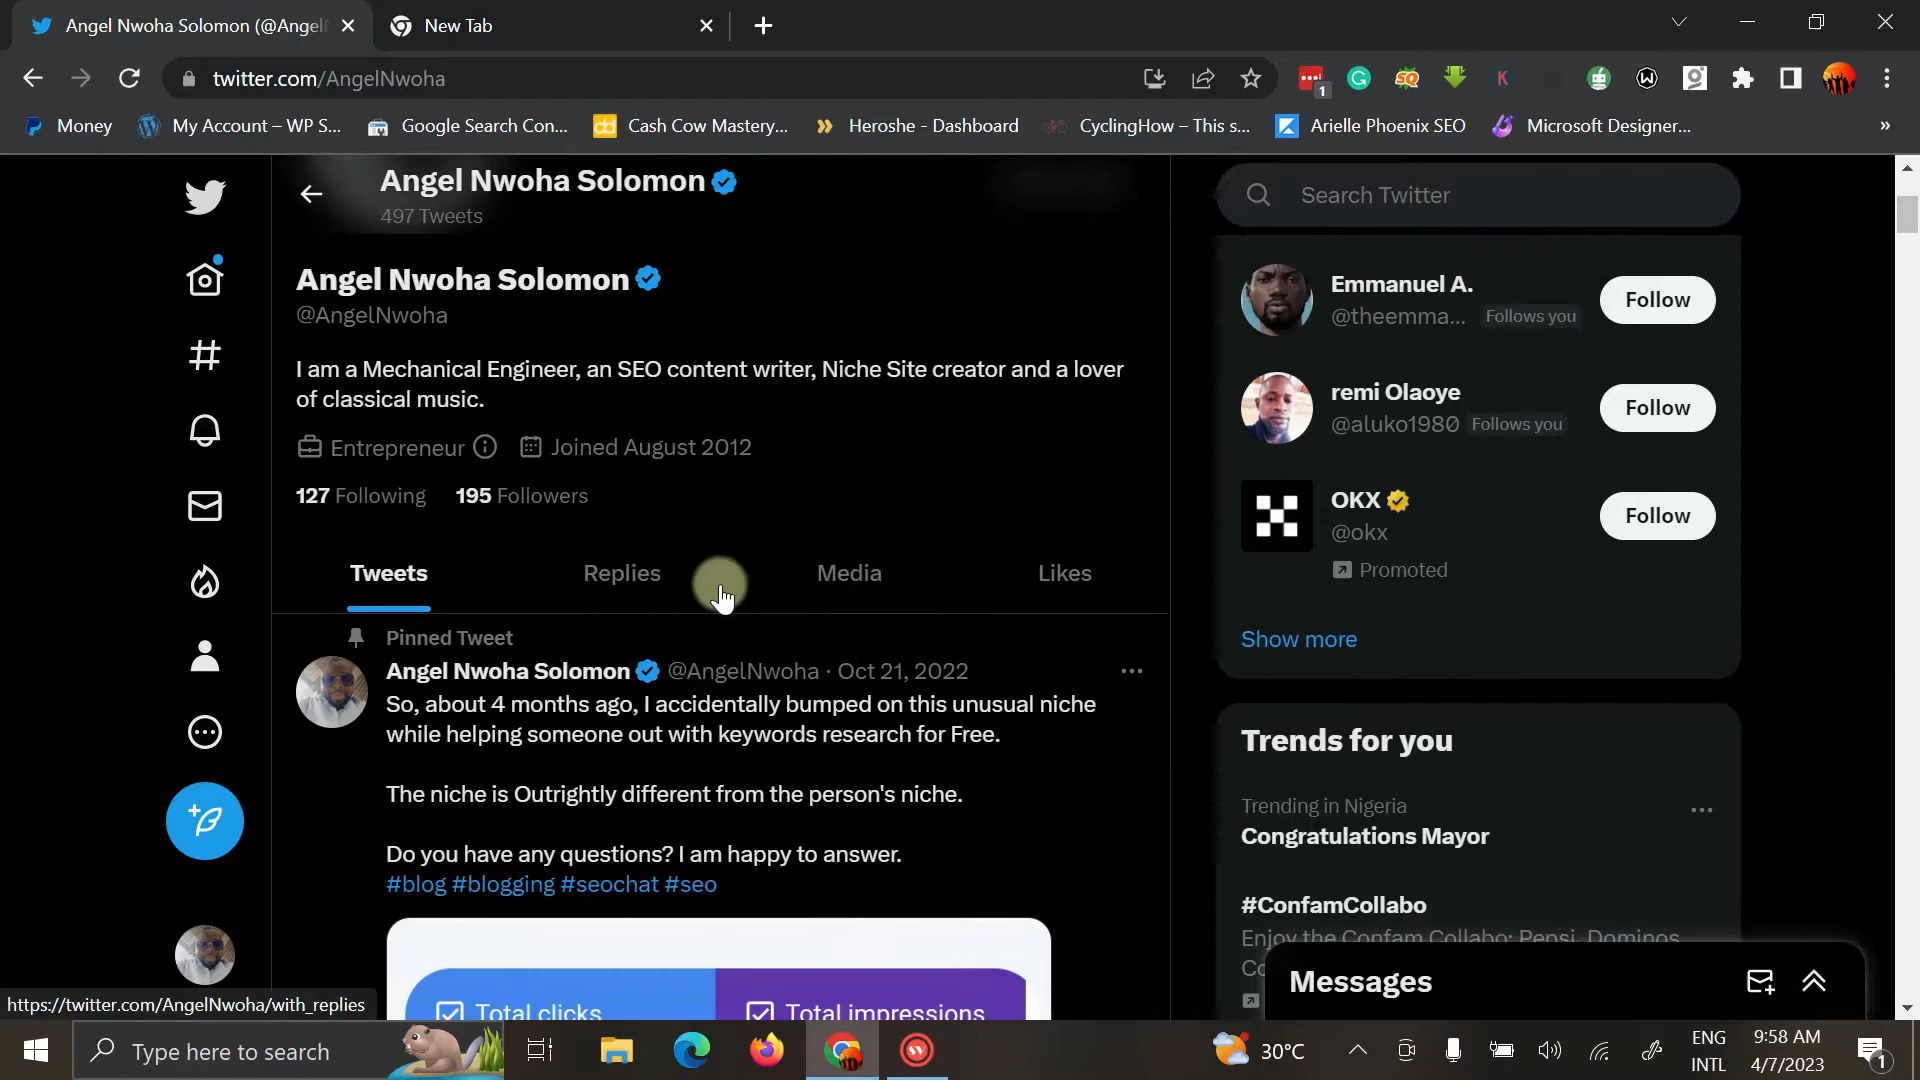 Angel Nwoha Solomon (@Angel
New Tab
twitter.com/AngelNwoha
1
Money
My Account – WP S...
Google Search Con...
Cash Cow Mastery...
Heroshe - Dashboard
CyclingHow – This s...
Arielle Phoenix SEO
Microsoft Designer...
Angel Nwoha Solomon
497 Tweets
Angel Nwoha Solomon
@AngelNwoha
I am a Mechanical Engineer, an SEO content writer, Niche Site creator and a lover
of classical music.
Entrepreneur
Joined August 2012
127 Following
195 Followers
Tweets
Replies
Media
Likes
Pinned Tweet
Angel Nwoha Solomon @AngelNwoha · Oct 21, 2022
So, about 4 months ago, I accidentally bumped on this unusual niche
while helping someone out with keywords research for Free.
The niche is Outrightly different from the person's niche.
Do you have any questions? I am happy to answer.
#blog #blogging #seochat #seo
Total clicks
Total impressions
Search Twitter
Emmanuel A.
@theemma... Follows you
Follow
remi Olaoye
@aluko1980 Follows you
Follow
OKX
@okx
Promoted
Follow
Show more
Trends for you
Trending in Nigeria
Congratulations Mayor
#ConfamCollabo
Enjoy the Confam Collabo: Pepsi, Dominos
Messages
https://twitter.com/AngelNwoha/with_replies
Type here to search
30°C
ENG
INTL
9:58 AM
4/7/2023
1